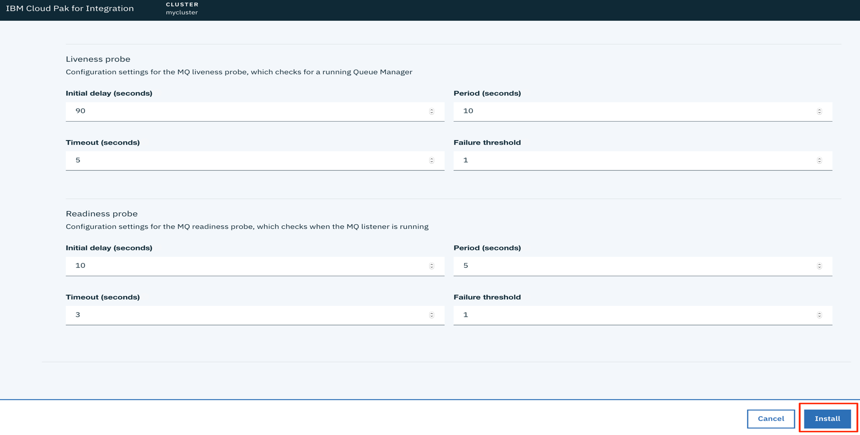 IBM Cloud Pak for Integration
CLUSTER
mycluster
Liveness probe
Configuration settings for the MQ liveness probe, which checks for a running Queue Manager
Initial delay (seconds)
Period (seconds)
90
10
Timeout (seconds)
Failure threshold
5
1
Readiness probe
Configuration settings for the MQ readiness probe, which checks when the MQ listener is running
Initial delay (seconds)
Period (seconds)
10
5
Timeout (seconds)
Failure threshold
3
1
Cancel
Install